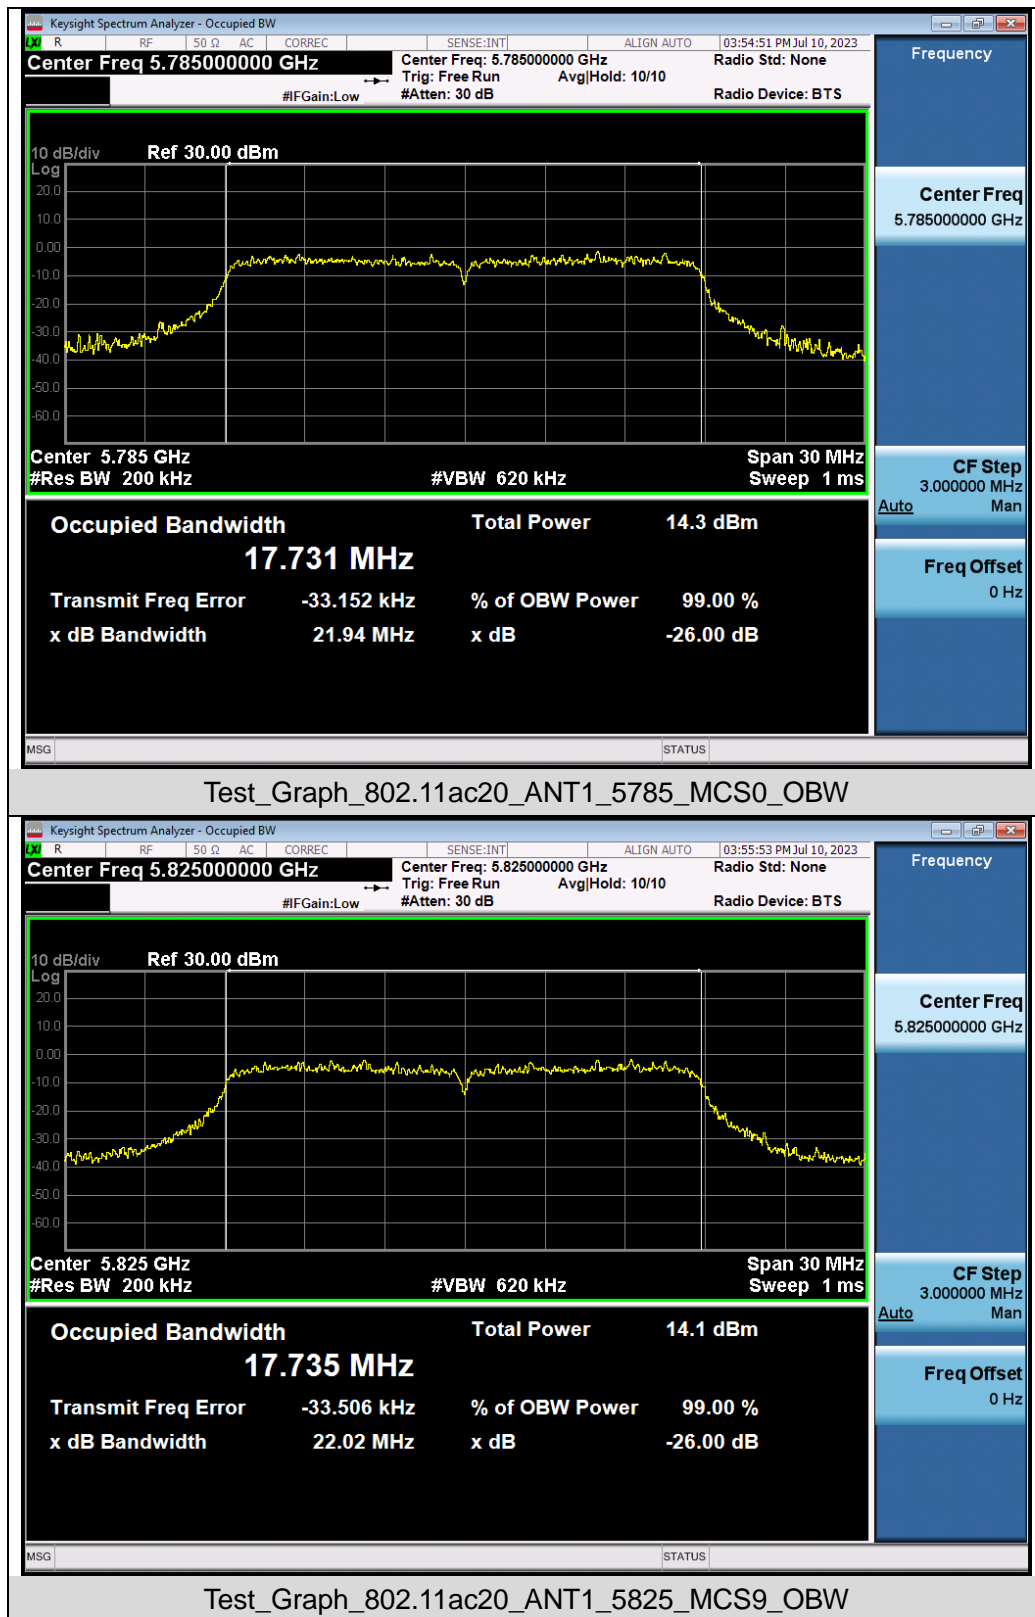 Keysight Spectrum Analyzer - Occupied BW
LXI R RF 50 Ω AC CORREC SENSE:INT ALIGN AUTO 03:54:51 PM Jul 10, 2023
Center Freq 5.785000000 GHz
Center Freq: 5.785000000 GHz
Radio Std: None
Trig: Free Run Avg|Hold: 10/10
#IFGain:Low #Atten: 30 dB Radio Device: BTS
Frequency
10 dB/div Ref 30.00 dBm
Log
20.0
10.0
0.00
-10.0
-20.0
-30.0
-40.0
-50.0
-60.0
Center 5.785 GHz Span 30 MHz
#Res BW 200 kHz #VBW 620 kHz Sweep 1 ms
Center Freq
5.785000000 GHz
CF Step
3.000000 MHz
Auto Man
Freq Offset
0 Hz
Occupied Bandwidth Total Power 14.3 dBm
17.731 MHz
Transmit Freq Error -33.152 kHz % of OBW Power 99.00 %
x dB Bandwidth 21.94 MHz x dB -26.00 dB
MSG STATUS
Test_Graph_802.11ac20_ANT1_5785_MCS0_OBW
Keysight Spectrum Analyzer - Occupied BW
LXI R RF 50 Ω AC CORREC SENSE:INT ALIGN AUTO 03:55:53 PM Jul 10, 2023
Center Freq 5.825000000 GHz
Center Freq: 5.825000000 GHz
Radio Std: None
Trig: Free Run Avg|Hold: 10/10
#IFGain:Low #Atten: 30 dB Radio Device: BTS
Frequency
10 dB/div Ref 30.00 dBm
Log
20.0
10.0
0.00
-10.0
-20.0
-30.0
-40.0
-50.0
-60.0
Center 5.825 GHz Span 30 MHz
#Res BW 200 kHz #VBW 620 kHz Sweep 1 ms
Center Freq
5.825000000 GHz
CF Step
3.000000 MHz
Auto Man
Freq Offset
0 Hz
Occupied Bandwidth Total Power 14.1 dBm
17.735 MHz
Transmit Freq Error -33.506 kHz % of OBW Power 99.00 %
x dB Bandwidth 22.02 MHz x dB -26.00 dB
MSG STATUS
Test_Graph_802.11ac20_ANT1_5825_MCS9_OBW